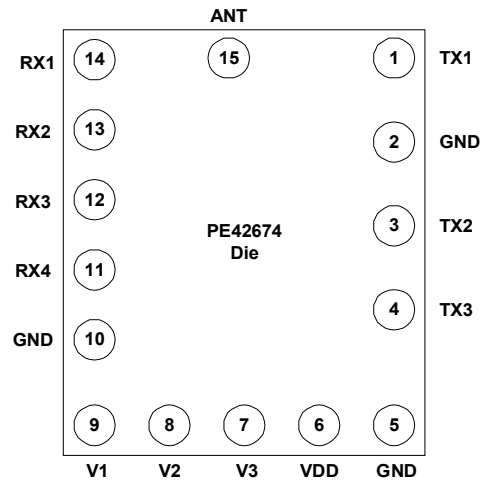 ANT
RX1 14 15 1 TX1
RX2 13 2 GND
RX3 12 3 TX2
PE42674
Die
RX4 11 4 TX3
GND 10
9 8 7 6 5
V1 V2 V3 VDD GND